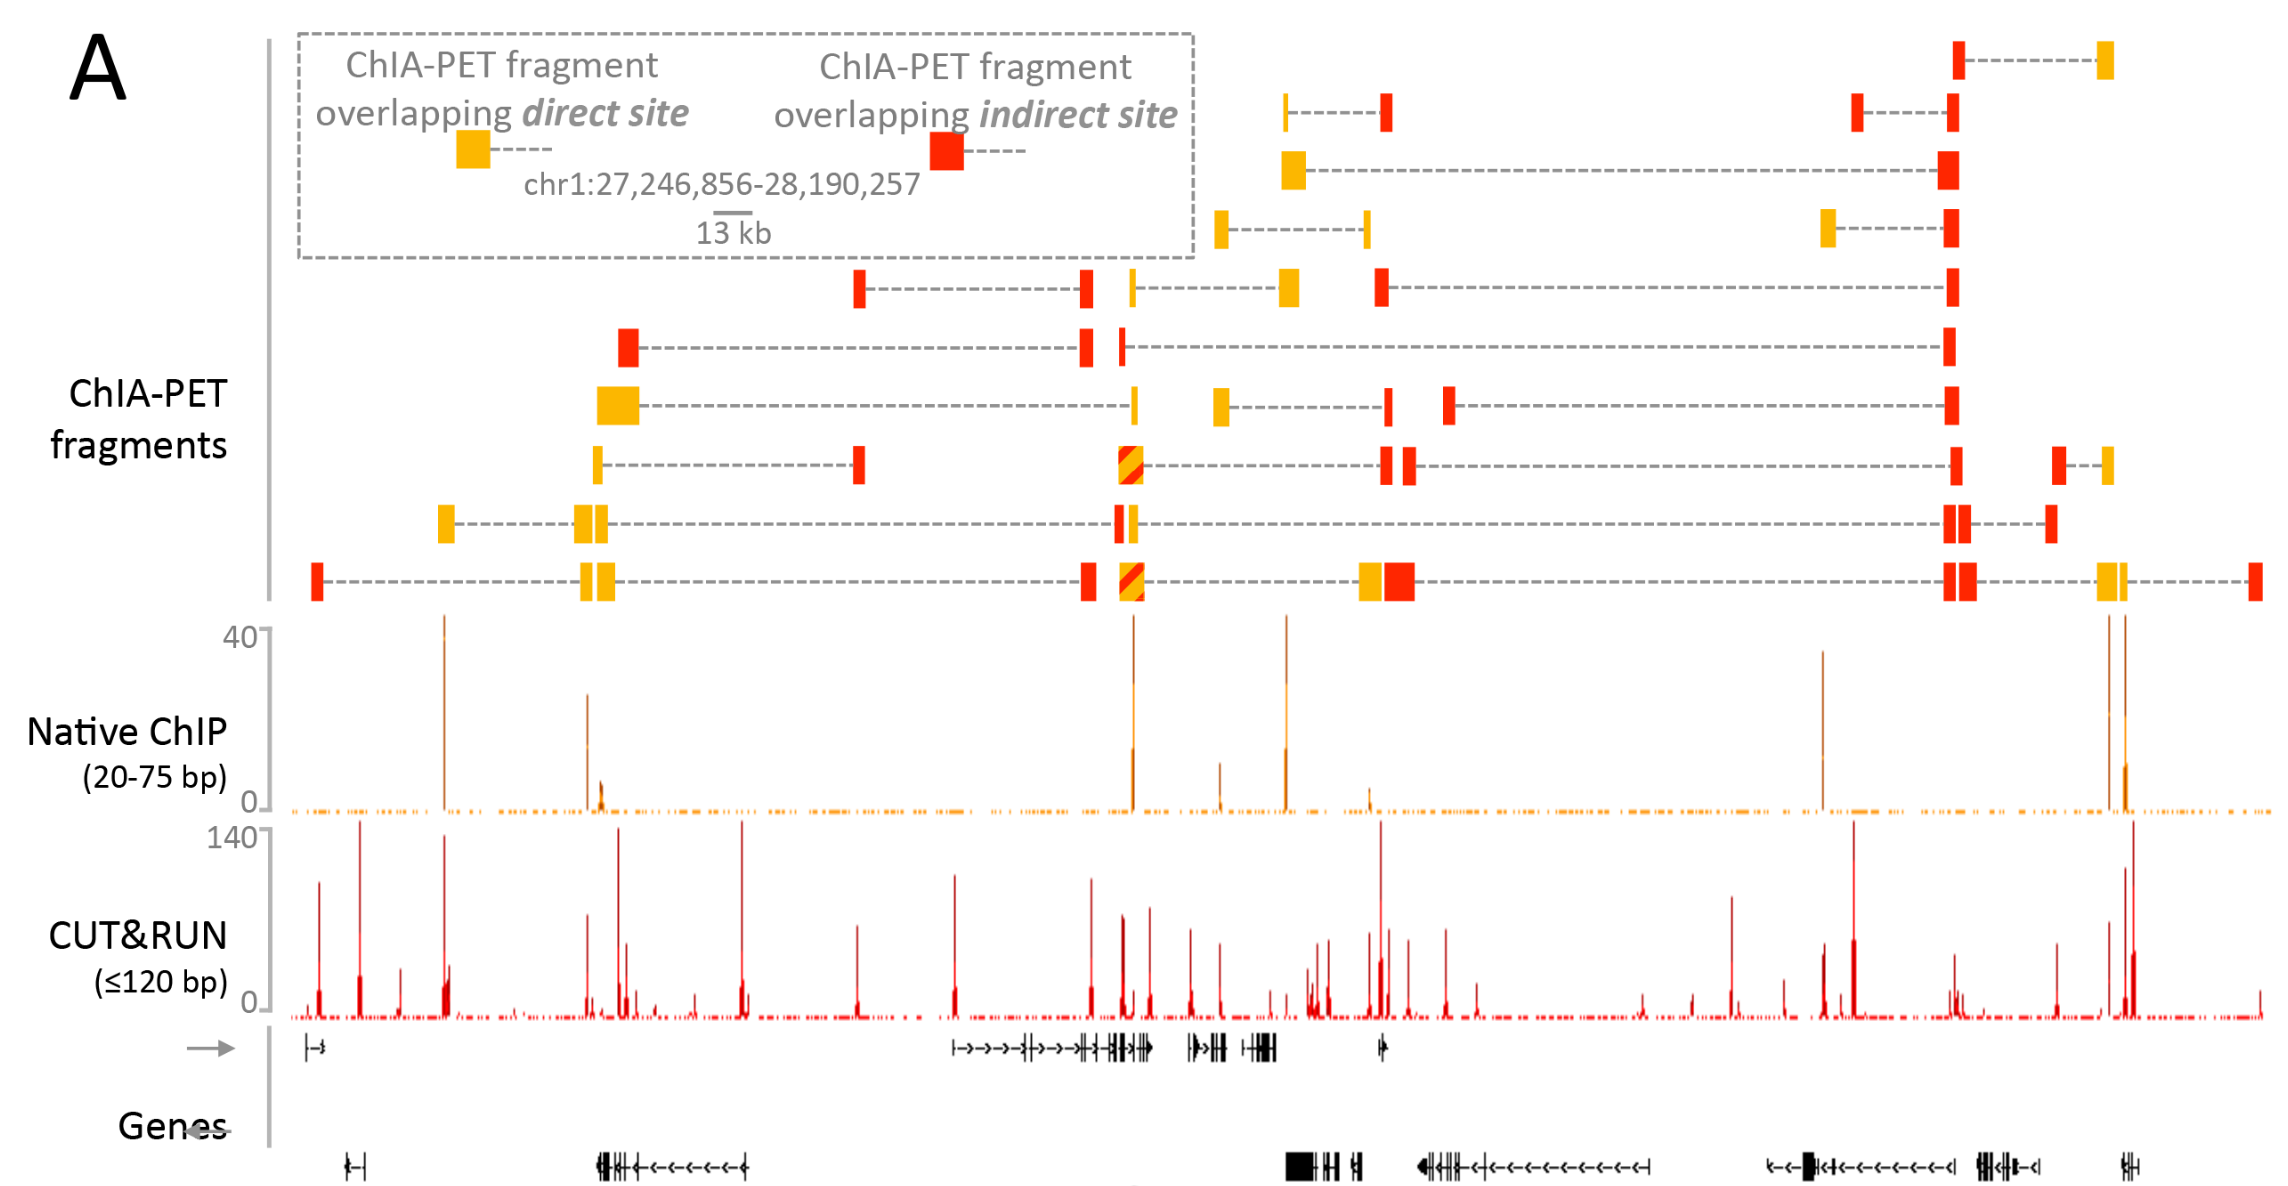 A
ChIA-PET fragment
overlapping direct site
ChIA-PET fragment
overlapping indirect site
chr1:27,246,856-28,190,257
13 kb
ChIA-PET
fragments
40
Native ChIP
(20-75 bp)
0
140
CUT&RUN
(≤120 bp)
0
Genes